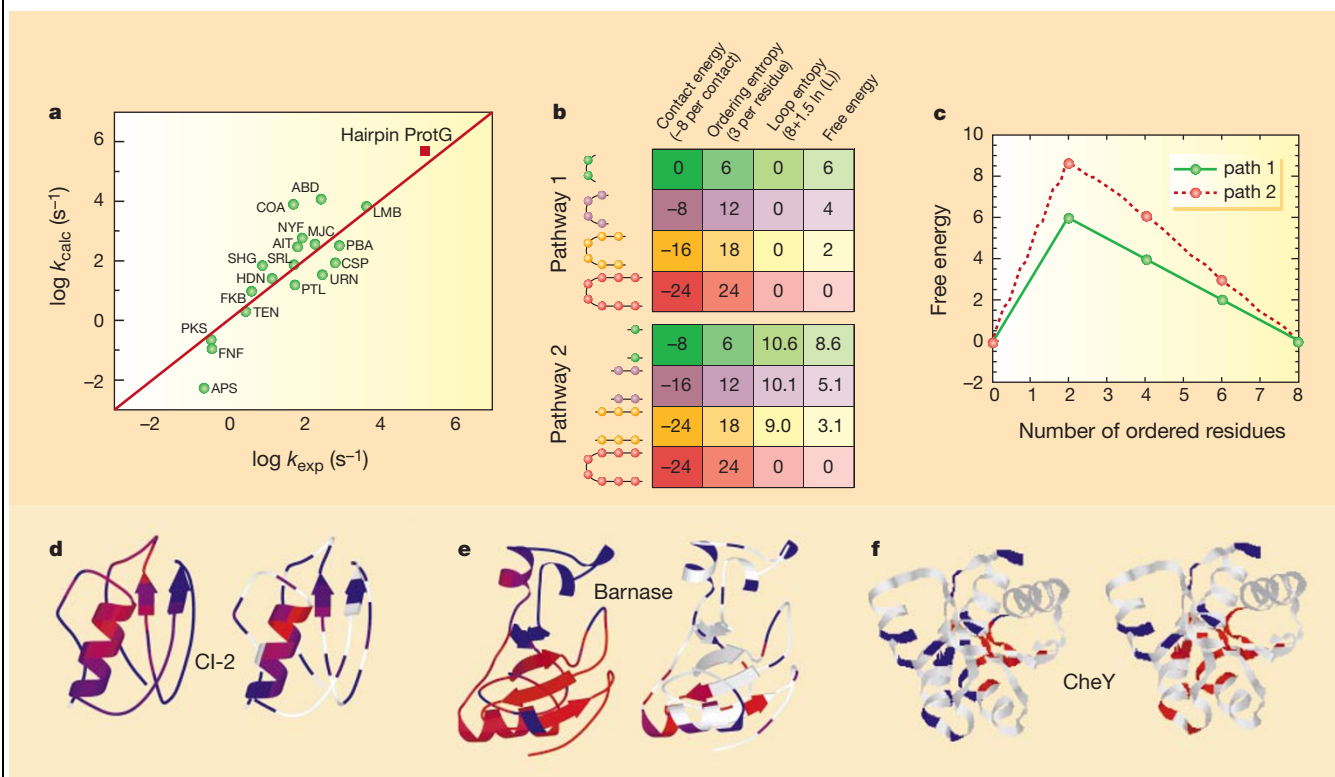 a
Hairpin ProtG
ABD
COA
LMB
NYF
MJC
AIT
PBA
SHG
SRL
CSP
HDN
URN
PTL
FKB
TEN
PKS
FNF
APS
6
4
2
0
−2
log kcalc (s−1)
−2 0 2 4 6
log kexp (s−1)
b
Contact energy
(−8 per contact)
Ordering entropy
(3 per residue)
Loop entopy
(8+1.5 ln (L))
Free energy
Pathway 1
0 6 0 6
−8 12 0 4
−16 18 0 2
−24 24 0 0
Pathway 2
−8 6 10.6 8.6
−16 12 10.1 5.1
−24 18 9.0 3.1
−24 24 0 0
c
path 1
path 2
10
8
6
4
2
0
−2
Free energy
0 1 2 3 4 5 6 7 8
Number of ordered residues
d
CI-2
e
Barnase
f
CheY